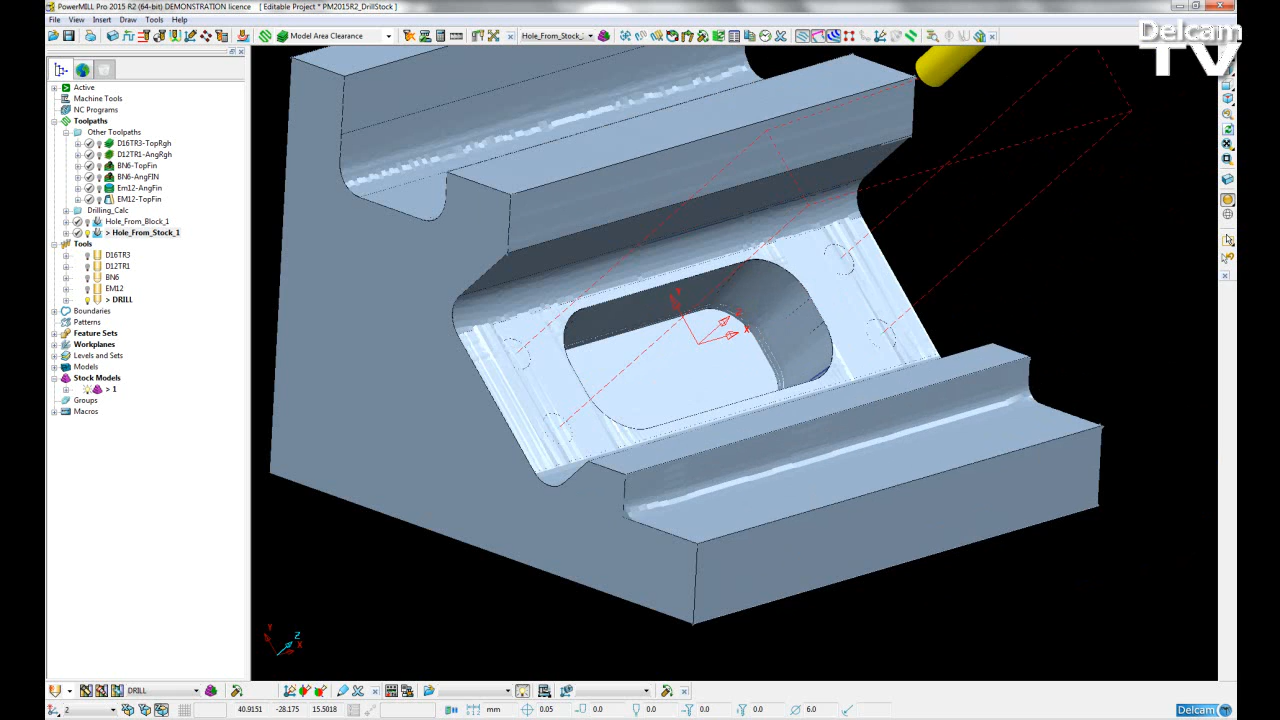 PowerMILL Pro 2015 R2 (64-bit) DEMONSTRATION licence   [ Editable Project * PM2015R2_DrillStock ]
File View Insert Draw Tools Help
Delcam
TV
Model Area Clearance
Hole_From_Stock_
Active
Machine Tools
NC Programs
Toolpaths
Other Toolpaths
D16TR3-TopRgh
D12TR1-AngRgh
BN6-TopFin
BN6-AngFIN
Em12-AngFin
EM12-TopFin
Drilling_Calc
Hole_From_Block_1
> Hole_From_Stock_1
Tools
D16TR3
D12TR1
BN6
EM12
> DRILL
Boundaries
Patterns
Feature Sets
Workplanes
Levels and Sets
Models
Stock Models
> 1
Groups
Macros
X
Y
Z
X
DRILL
2
40.9151
-28.175
15.5018
mm
0.05
0.0
0.0
0.0
0.0
6.0
Delcam